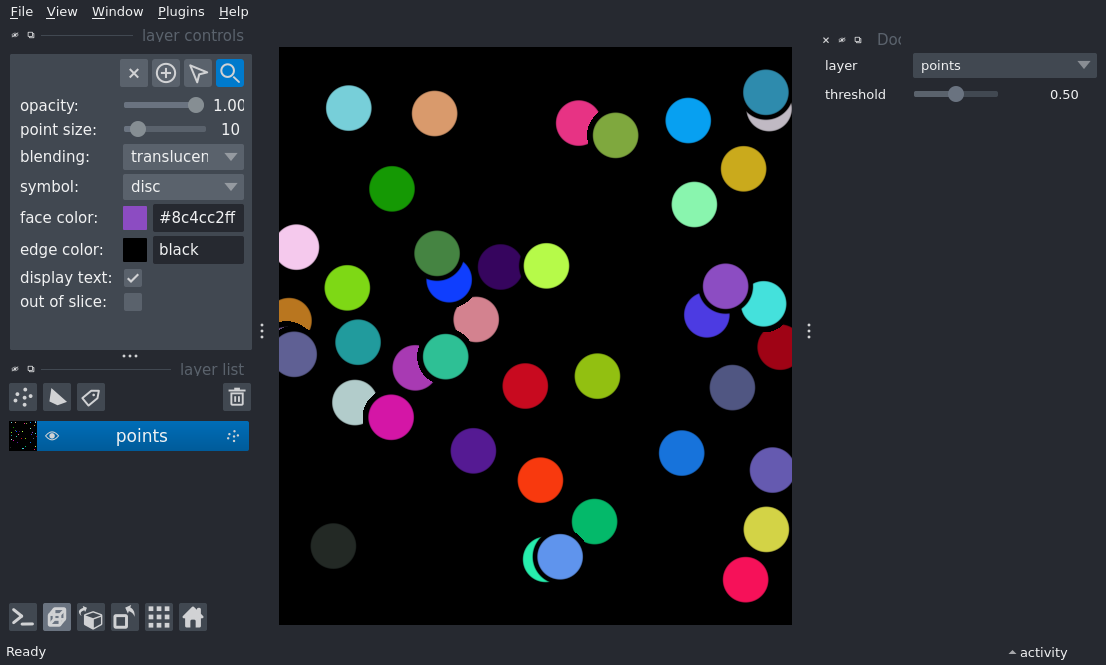 File View Window Plugins Help
layer controls
opacity: 1.00
point size: 10
blending: translucen
symbol: disc
face color: #8c4cc2ff
edge color: black
display text:
out of slice:
layer list
points
Ready
layer points
threshold 0.50
activity